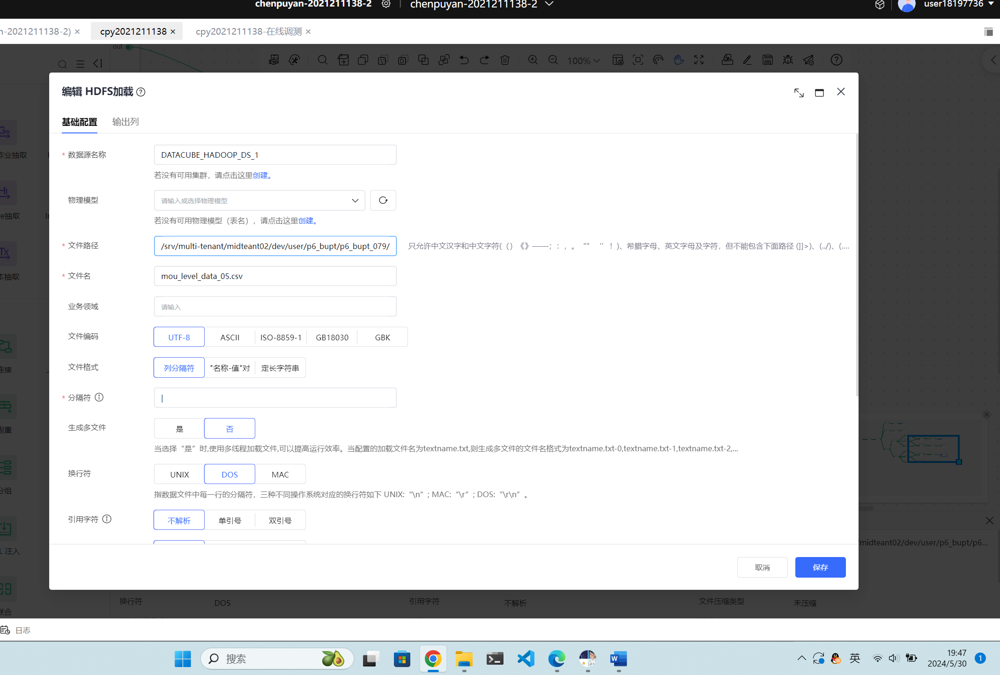 chenpuyan-2021211138-2
chenpuyan-2021211138-2
user18197736
n-2021211138-2)
cpy2021211138
cpy2021211138-在线调测
out
100%
编辑 HDFS加载
基础配置
输出列
* 数据源名称
DATACUBE_HADOOP_DS_1
若没有可用集群，请点击这里创建。
物理模型
请输入或选择物理模型
若没有可用物理模型（表名），请点击这里创建。
* 文件路径
/srv/multi-tenant/midteant02/dev/user/p6_bupt/p6_bupt_079/
只允许中文汉字和中文字符(（）《》——；：，。““ ’‘ ！)、希腊字母、英文字母及字符，但不能包含下面路径 (]]>)、(../)、(....
* 文件名
mou_level_data_05.csv
业务领域
请输入
文件编码
UTF-8 ASCII ISO-8859-1 GB18030 GBK
文件格式
列分隔符 "名称-值"对 定长字符串
* 分隔符
|
生成多文件
是 否
当选择“是”时,使用多线程加载文件,可以提高运行效率。当配置的加载文件名为textname.txt,则生成多文件的文件名格式为textname.txt-0,textname.txt-1,textname.txt-2,...
换行符
UNIX DOS MAC
指数据文件中每一行的分隔符，三种不同操作系统对应的换行符如下 UNIX:“\n”; MAC:“\r”; DOS:“\r\n”。
引用字符
不解析 单引号 双引号
取消
保存
作业抽取
e抽取
本抽取
连接
剔重
分组
L 注入
联合
/midteant02/dev/user/p6_bupt/p6...
换行符
DOS
引用字符
不解析
文件压缩类型
未压缩
日志
搜索
英
19:47
2024/5/30
1